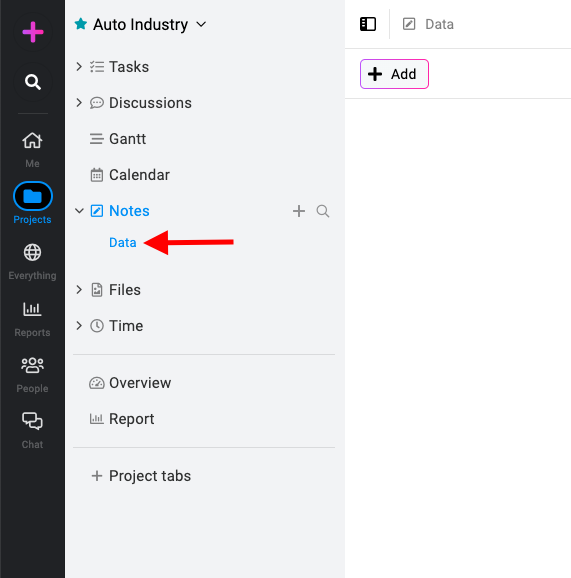 Me
Projects
Everything
Reports
People
Chat
Auto Industry
Tasks
Discussions
Gantt
Calendar
Notes
Data
Files
Time
Overview
Report
Project tabs
Data
Add